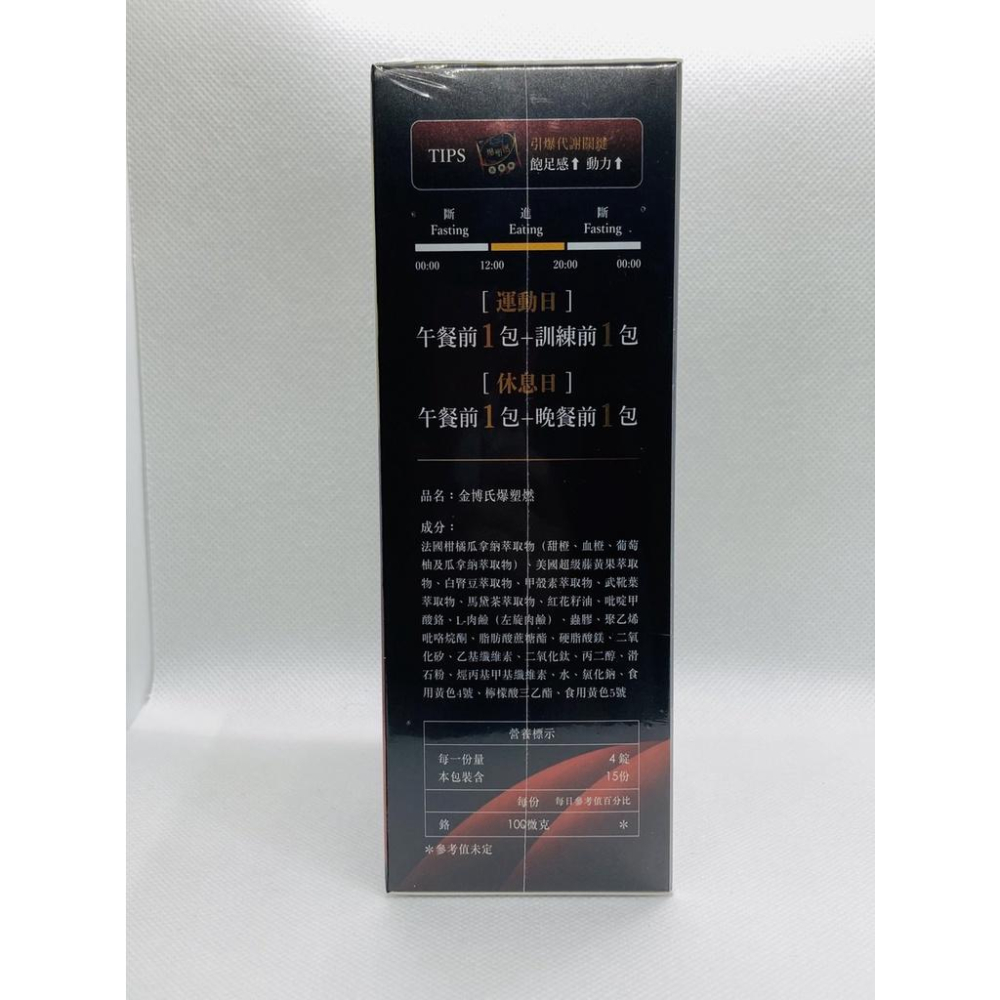 TIPS
引爆代謝關鍵
飽足感⬆ 動力⬆
斷 進 斷
Fasting Eating Fasting
00:00 12:00 20:00 00:00
[ 運動日 ]
午餐前1包+訓練前1包
[ 休息日 ]
午餐前1包+晚餐前1包
品名：金博氏爆塑燃
成分：
法國柑橘瓜拿納萃取物（甜橙、血橙、葡萄
柚及瓜拿納萃取物）、美國超級藤黃果萃取
物、白腎豆萃取物、甲殼素萃取物、武靴葉
萃取物、馬黛茶萃取物、紅花籽油、吡啶甲
酸鉻、L-肉鹼（左旋肉鹼）、蟲膠、聚乙烯
吡咯烷酮、脂肪酸蔗糖酯、硬脂酸鎂、二氧
化矽、乙基纖維素、二氧化鈦、丙二醇、滑
石粉、羥丙基甲基纖維素、水、氯化鈉、食
用黃色4號、檸檬酸三乙酯、食用黃色5號
營養標示
每一份量 4錠
本包裝含 15份
每份 每日參考值百分比
鉻 100微克 ＊
＊參考值未定